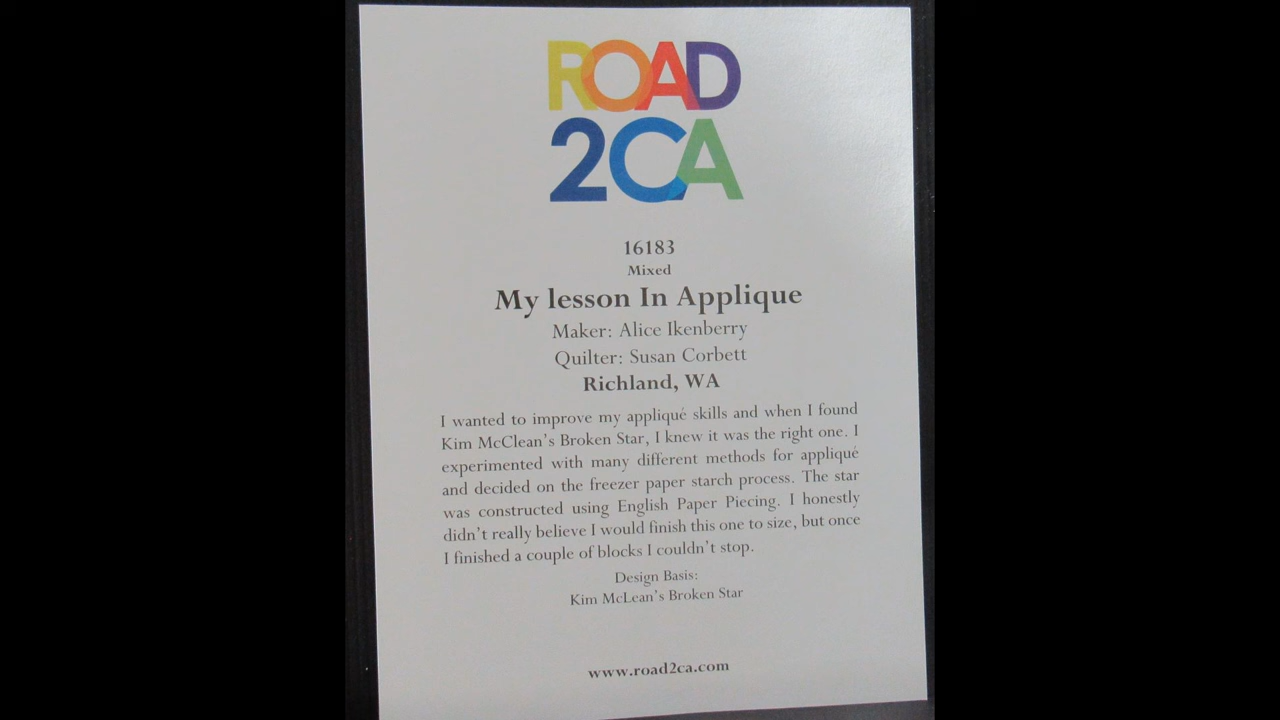 ROAD
2CA
16183
Mixed
My lesson In Applique
Maker: Alice Ikenberry
Quilter: Susan Corbett
Richland, WA
I wanted to improve my appliqué skills and when I found
Kim McClean's Broken Star, I knew it was the right one. I
experimented with many different methods for appliqué
and decided on the freezer paper starch process. The star
was constructed using English Paper Piecing. I honestly
didn't really believe I would finish this one to size, but once
I finished a couple of blocks I couldn't stop.
Design Basis:
Kim McLean's Broken Star
www.road2ca.com